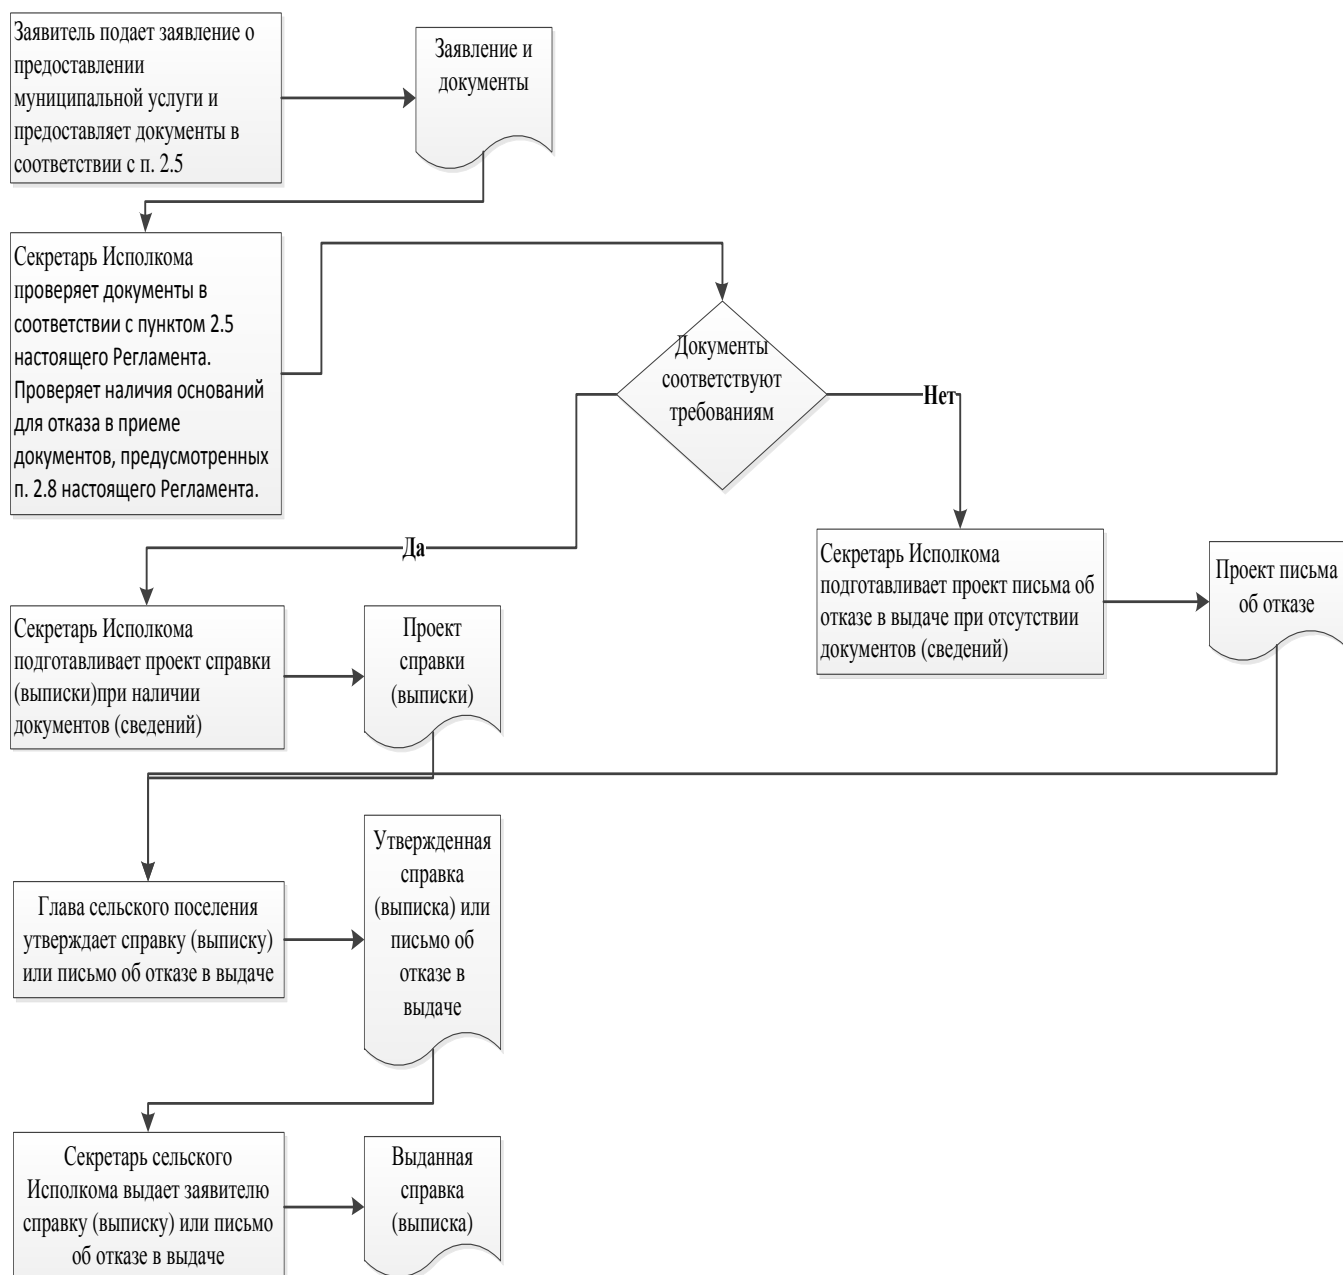 Заявитель подает заявление о
предоставлении
муниципальной услуги и
предоставляет документы в
соответствии с п. 2.5
Заявление и
документы
Секретарь Исполкома
проверяет документы в
соответствии с пунктом 2.5
настоящего Регламента.
Проверяет наличия оснований
для отказа в приеме
документов, предусмотренных
п. 2.8 настоящего Регламента.
Документы
соответствуют
требованиям
Нет
Да
Секретарь Исполкома
подготавливает проект письма об
отказе в выдаче при отсутствии
документов (сведений)
Проект письма
об отказе
Секретарь Исполкома
подготавливает проект справки
(выписки)при наличии
документов (сведений)
Проект
справки
(выписки)
Глава сельского поселения
утверждает справку (выписку)
или письмо об отказе в выдаче
Утвержденная
справка
(выписка) или
письмо об
отказе в
выдаче
Секретарь сельского
Исполкома выдает заявителю
справку (выписку) или письмо
об отказе в выдаче
Выданная
справка
(выписка)